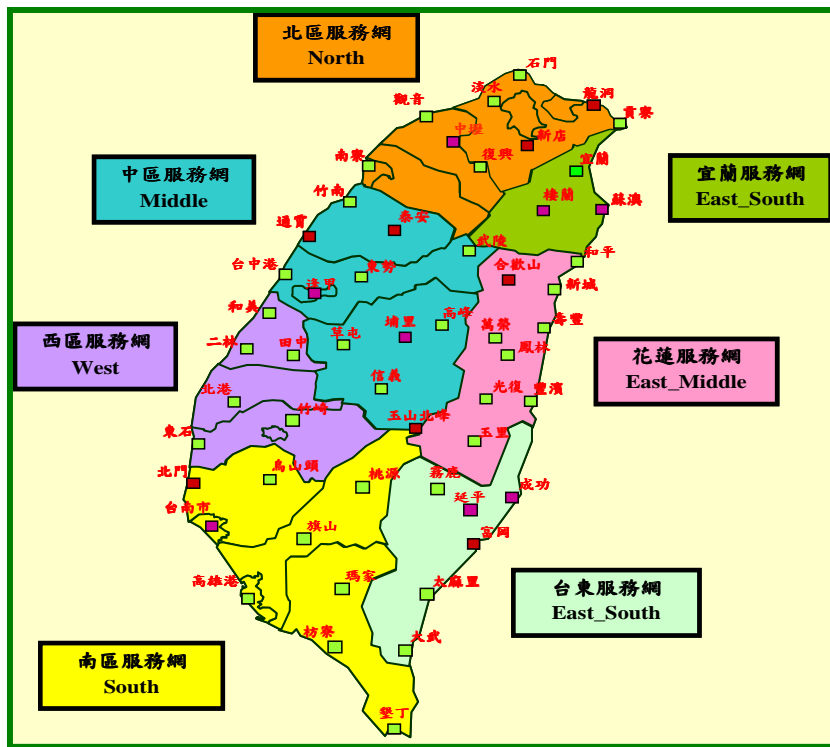 北區服務網
North
石門
淡水
龍洞
觀音
貢寮
中壢
新店
南寮
復興
宜蘭
中區服務網
Middle
宜蘭服務網
East_South
竹南
棲蘭
蘇澳
通霄
泰安
武陵
和平
台中港
東勢
合歡山
逢甲
新城
和美
高峰
壽豐
西區服務網
West
二林
田中
草屯
埔里
萬榮
鳳林
花蓮服務網
East_Middle
信義
光復
豐濱
北港
竹崎
玉山北峰
東石
玉里
北門
烏山頭
桃源
霧鹿
成功
台南市
延平
旗山
富岡
高雄港
瑪家
太麻里
台東服務網
East_South
枋寮
大武
南區服務網
South
墾丁